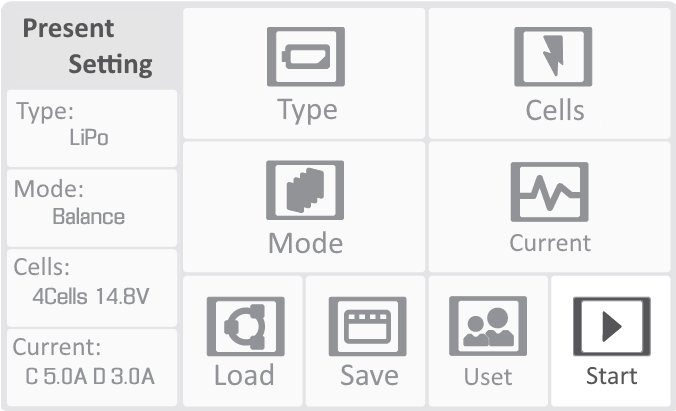 Present
Setting
Type:
LiPo
Mode:
Balance
Cells:
4Cells 14.8V
Current:
C 5.0A D 3.0A
Type
Cells
Mode
Current
Load
Save
Uset
Start